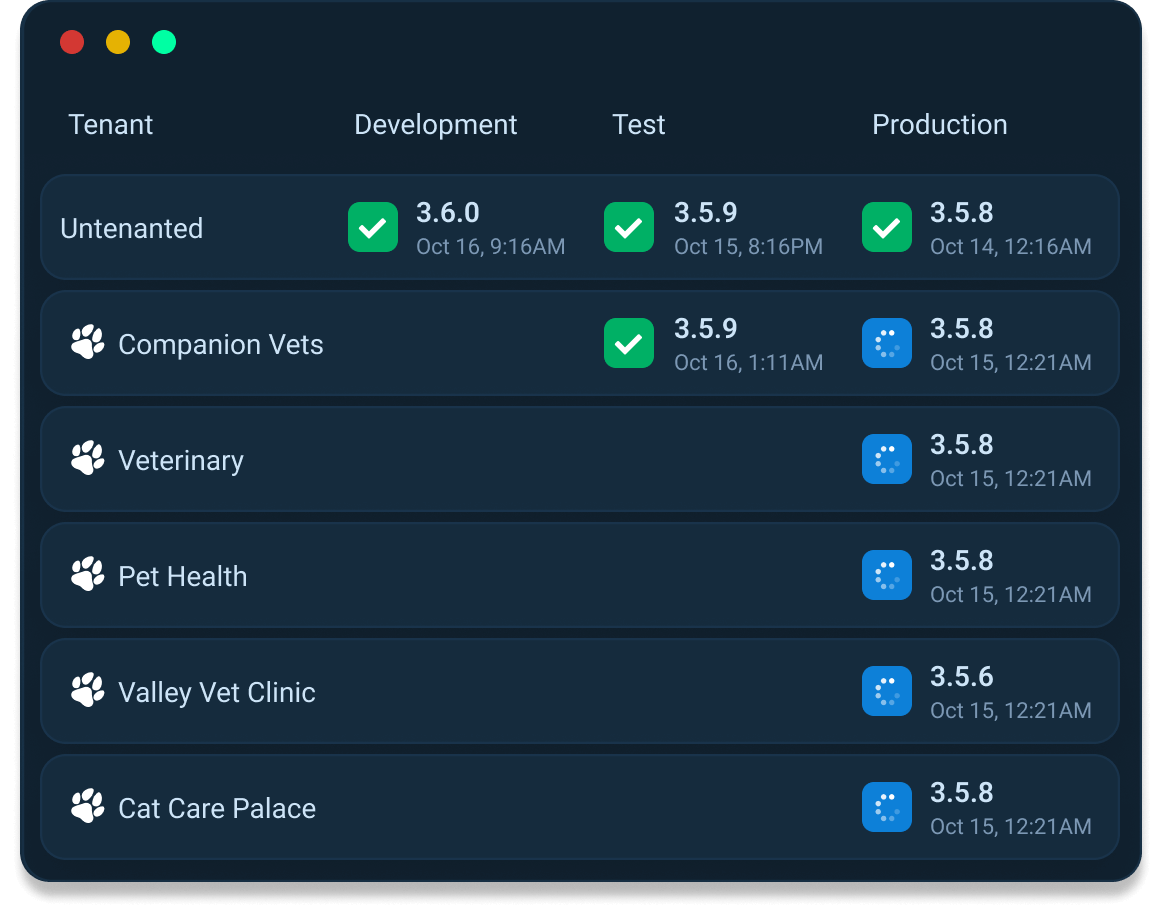 Tenant Development Test Production
Untenanted
3.6.0
Oct 16, 9:16AM
3.5.9
Oct 15, 8:16PM
3.5.8
Oct 14, 12:16AM
Companion Vets
3.5.9
Oct 16, 1:11AM
3.5.8
Oct 15, 12:21AM
Veterinary
3.5.8
Oct 15, 12:21AM
Pet Health
3.5.8
Oct 15, 12:21AM
Valley Vet Clinic
3.5.6
Oct 15, 12:21AM
Cat Care Palace
3.5.8
Oct 15, 12:21AM